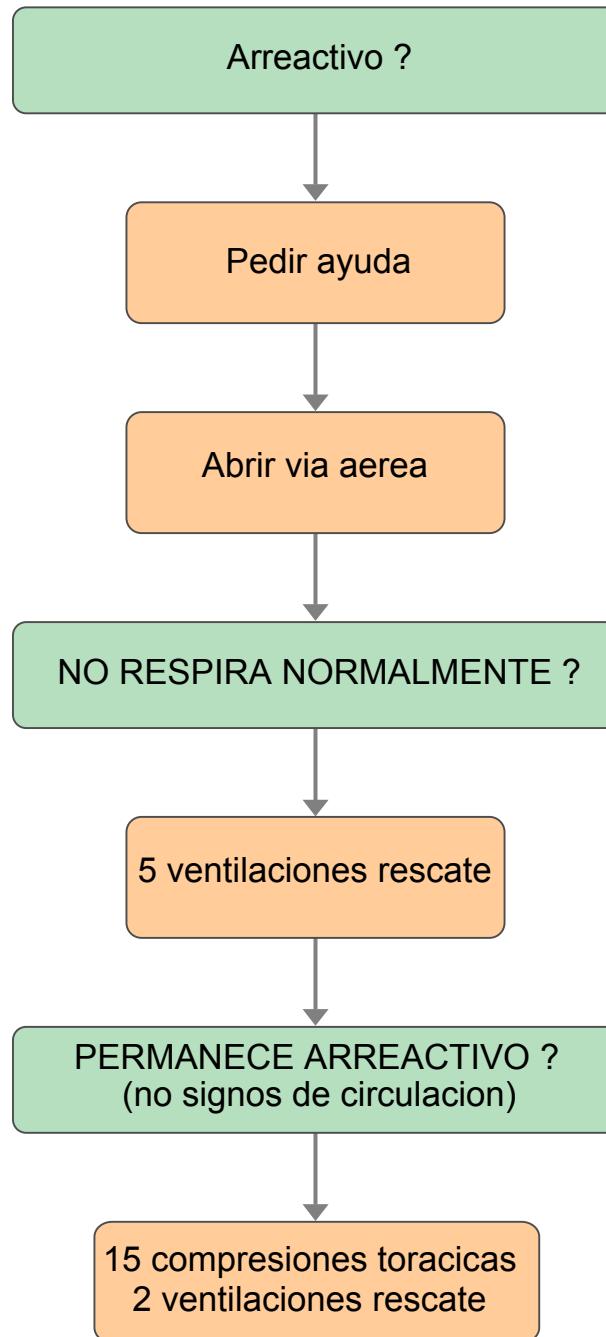 Arreactivo ?
Pedir ayuda
Abrir via aerea
NO RESPIRA NORMALMENTE ?
5 ventilaciones rescate
PERMANECE ARREACTIVO ?
(no signos de circulacion)
15 compresiones toracicas
2 ventilaciones rescate